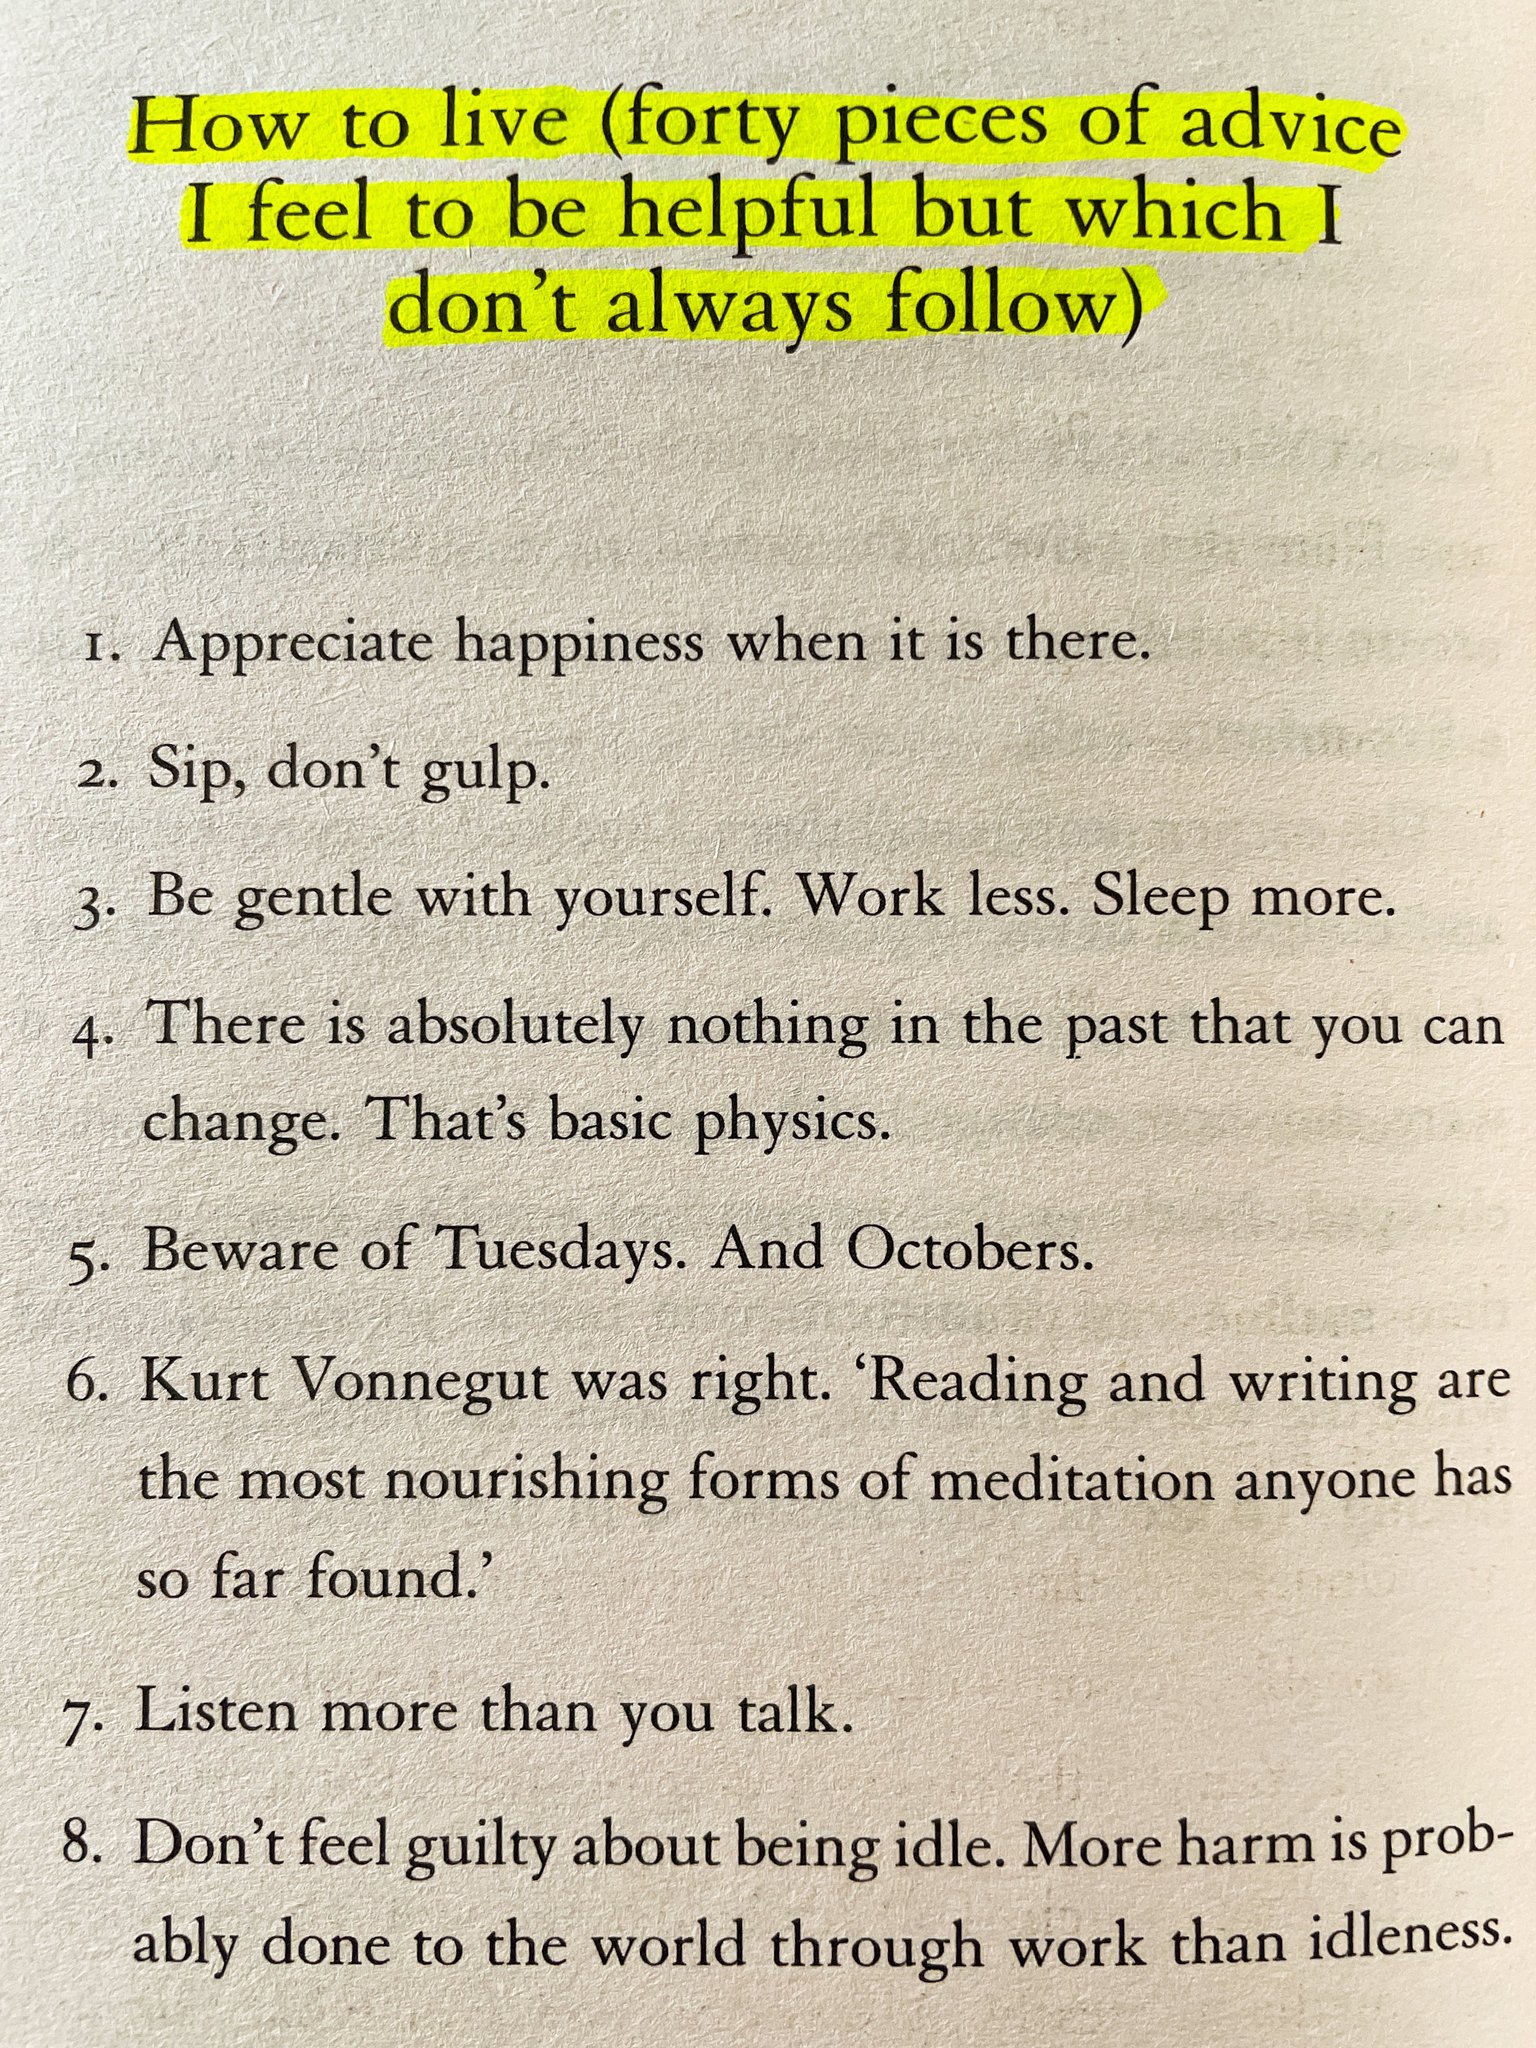 How to live (forty pieces of advice
I feel to be helpful but which I
don't always follow)
1. Appreciate happiness when it is there.
2. Sip, don't gulp.
3. Be gentle with yourself. Work less. Sleep more.
4. There is absolutely nothing in the past that you can
change. That's basic physics.
5. Beware of Tuesdays. And Octobers.
6. Kurt Vonnegut was right. ‘Reading and writing are
the most nourishing forms of meditation anyone has
so far found.’
7. Listen more than you talk.
8. Don't feel guilty about being idle. More harm is prob-
ably done to the world through work than idleness.